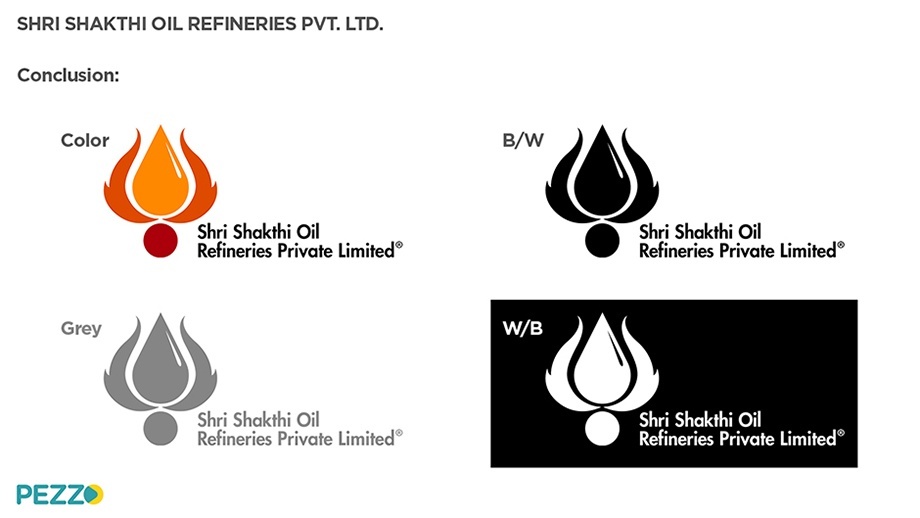 SHRI SHAKTHI OIL REFINERIES PVT. LTD.
Conclusion:
Color
Shri Shakthi Oil
Refineries Private Limited®
B/W
Shri Shakthi Oil
Refineries Private Limited®
Grey
Shri Shakthi Oil
Refineries Private Limited®
W/B
Shri Shakthi Oil
Refineries Private Limited®
PEZZO